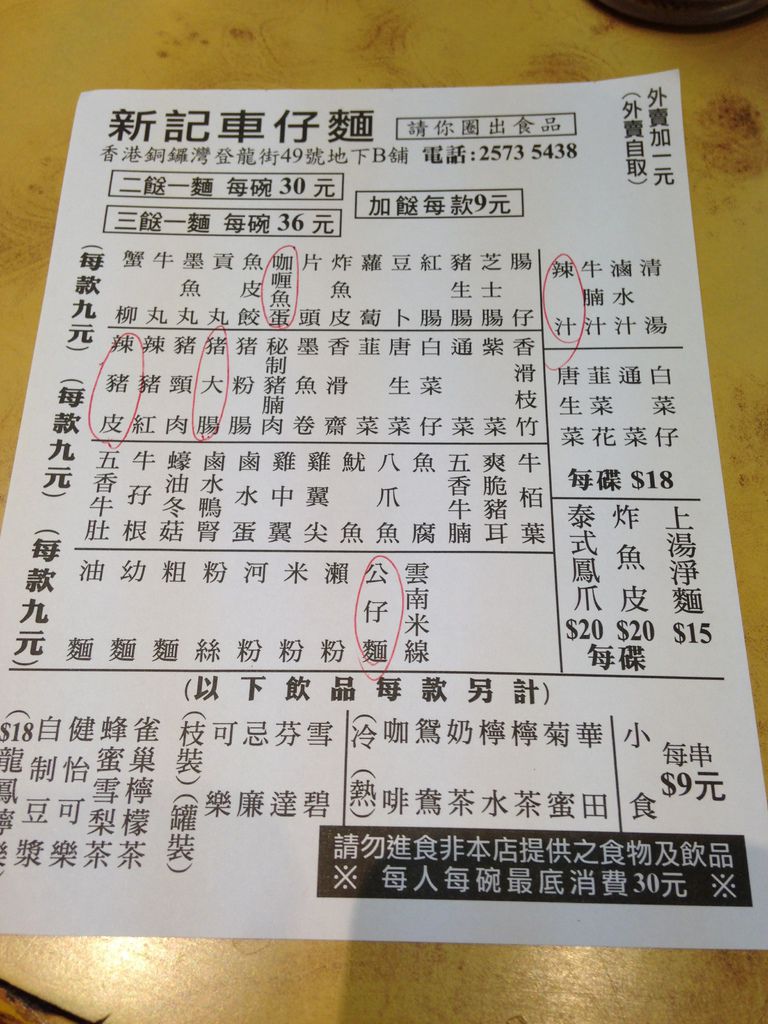 新記車仔麵
請你圈出食品
外賣加一元
(外賣自取)
香港銅鑼灣登龍街49號地下B舖 電話:2573 5438
二餸一麵 每碗 30 元
三餸一麵 每碗 36 元
加餸每款9元
(每款九元)
蟹柳
牛丸
墨魚丸
貢丸
魚皮餃
咖喱魚蛋
片頭
炸魚皮
蘿蔔
豆卜
紅腸
豬生腸
芝士腸
腸仔
辣汁
牛腩汁
滷水汁
清湯
(每款九元)
辣豬皮
辣豬紅
豬頸肉
豬大腸
豬粉腸
秘制豬腩肉
墨魚卷
香滑齋
韮菜
唐生菜
白菜仔
通菜
紫菜
香滑枝竹
唐生菜
韮菜花
通菜
白菜仔
每碟 $18
五香牛肚
牛孖根
蠔油冬菇
鹵水鴨腎
鹵水蛋
雞中翼
雞翼尖
魷魚
八爪魚
魚腐
五香牛腩
爽脆豬耳
牛栢葉
泰式鳳爪 $20
炸魚皮 $20
每碟
上湯淨麵 $15
(每款九元)
油麵
幼麵
粗麵
粉絲
河粉
米粉
瀨粉
公仔麵
雲南米線
(以下飲品每款另計)
$18
自制豆漿
健怡可樂
蜂蜜雪梨茶
雀巢檸檬茶
(枝裝)(罐裝)
可樂
忌廉
芬達
雪碧
(冷)(熱)
咖啡
鴛鴦
奶茶
檸水
檸茶
菊蜜
華田
小食
每串
$9元
請勿進食非本店提供之食物及飲品
※ 每人每碗最底消費30元 ※